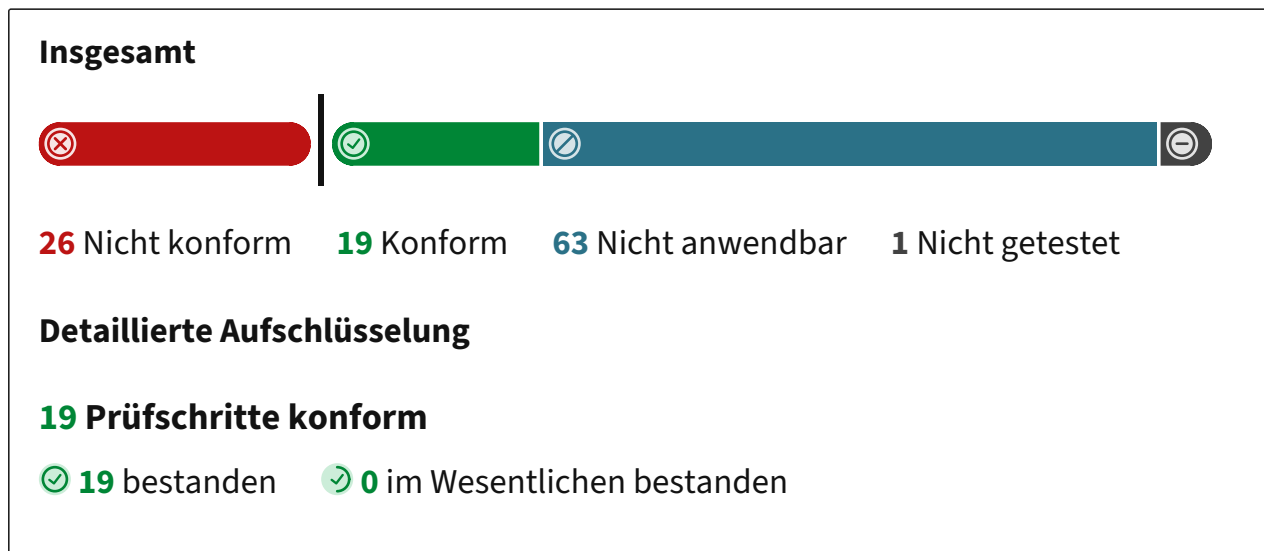 Insgesamt
26 Nicht konform 19 Konform 63 Nicht anwendbar 1 Nicht getestet
Detaillierte Aufschlüsselung
19 Prüfschritte konform
19 bestanden 0 im Wesentlichen bestanden